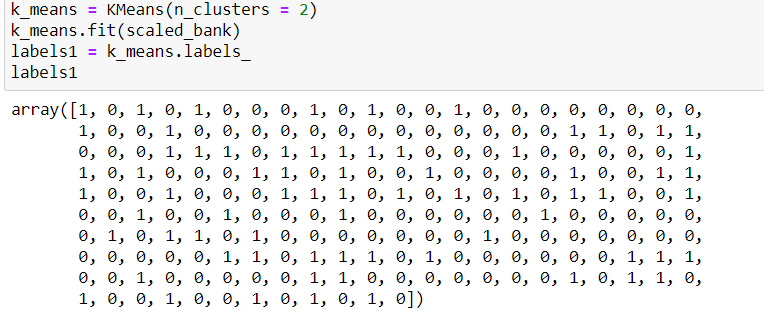 k_means = KMeans(n_clusters = 2)
k_means.fit(scaled_bank)
labels1 = k_means.labels_
labels1
array([1, 0, 1, 0, 1, 0, 0, 0, 1, 0, 1, 0, 0, 1, 0, 0, 0, 0, 0, 0, 0, 0,
1, 0, 0, 1, 0, 0, 0, 0, 0, 0, 0, 0, 0, 0, 0, 1, 1, 0, 1, 1,
0, 0, 0, 1, 1, 1, 0, 1, 1, 1, 1, 1, 0, 0, 0, 1, 0, 0, 0, 0, 0, 1,
1, 0, 1, 0, 0, 0, 1, 1, 0, 1, 0, 0, 1, 0, 0, 0, 0, 1, 0, 0, 1, 1,
1, 0, 0, 1, 0, 0, 0, 1, 1, 1, 0, 1, 0, 1, 0, 1, 0, 1, 1, 0, 0, 1,
0, 0, 1, 0, 0, 1, 0, 0, 0, 1, 0, 0, 0, 0, 0, 0, 1, 0, 0, 0, 0, 0,
0, 1, 0, 1, 1, 0, 1, 0, 0, 0, 0, 0, 0, 0, 1, 0, 0, 0, 0, 0, 0, 0,
0, 0, 0, 0, 0, 1, 1, 0, 1, 1, 1, 0, 1, 0, 0, 0, 0, 0, 0, 1, 1, 1,
0, 0, 1, 0, 0, 0, 0, 0, 1, 1, 0, 0, 0, 0, 0, 0, 0, 1, 0, 1, 1, 0,
1, 0, 0, 1, 0, 0, 1, 0, 1, 0, 1, 0])